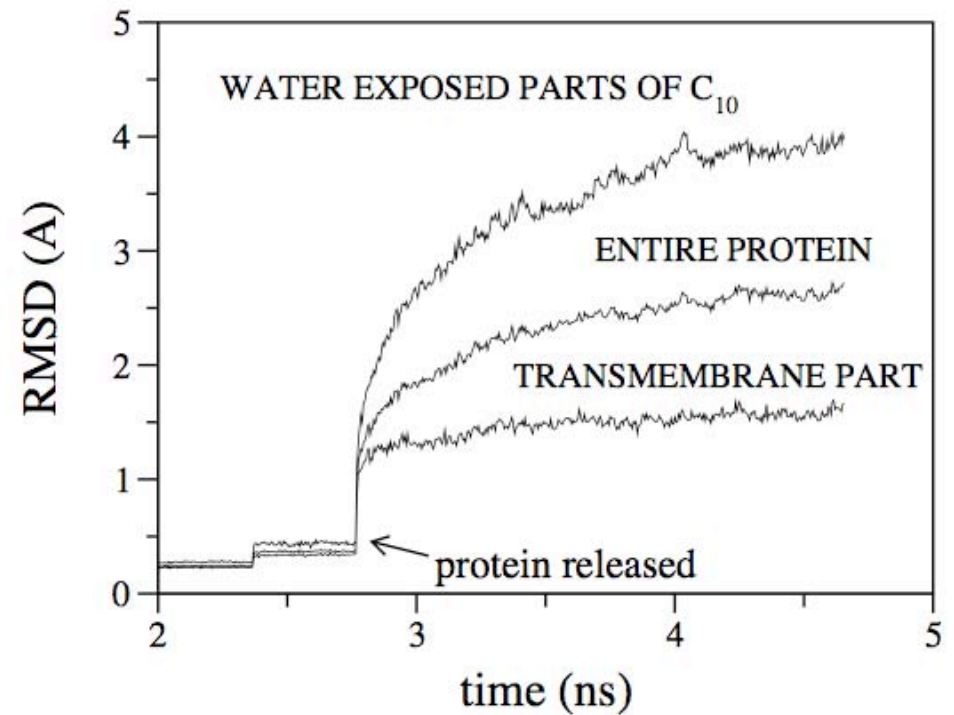 5
WATER EXPOSED PARTS OF C₁₀
4
3
ENTIRE PROTEIN
2
TRANSMEMBRANE PART
1
protein released
0
RMSD (A)
2 3 4 5
time (ns)